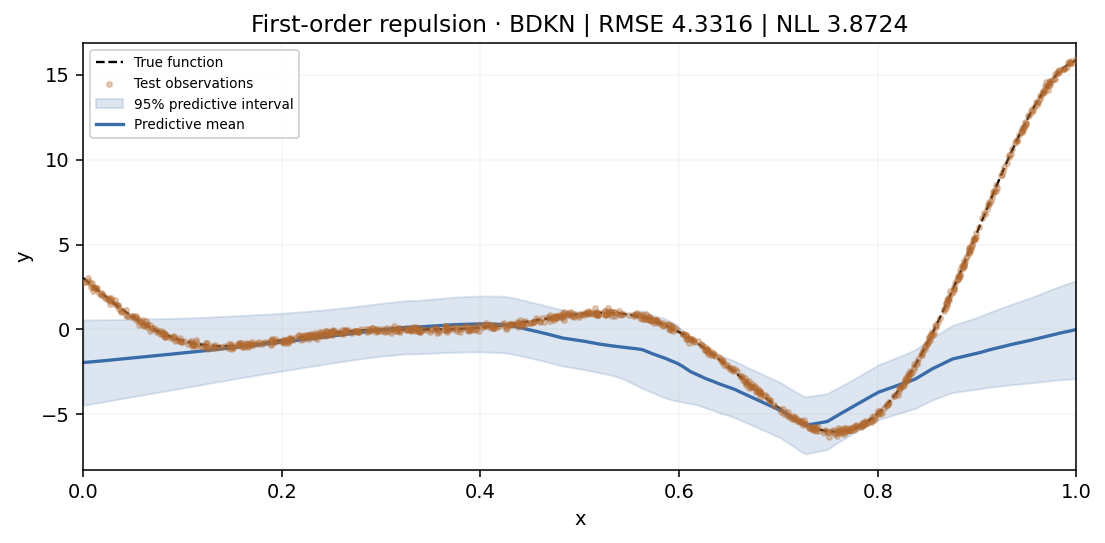 First-order repulsion · BDKN | RMSE 4.3316 | NLL 3.8724
True function
Test observations
95% predictive interval
Predictive mean
15
10
5
0
−5
y
0.0 0.2 0.4 0.6 0.8 1.0
x